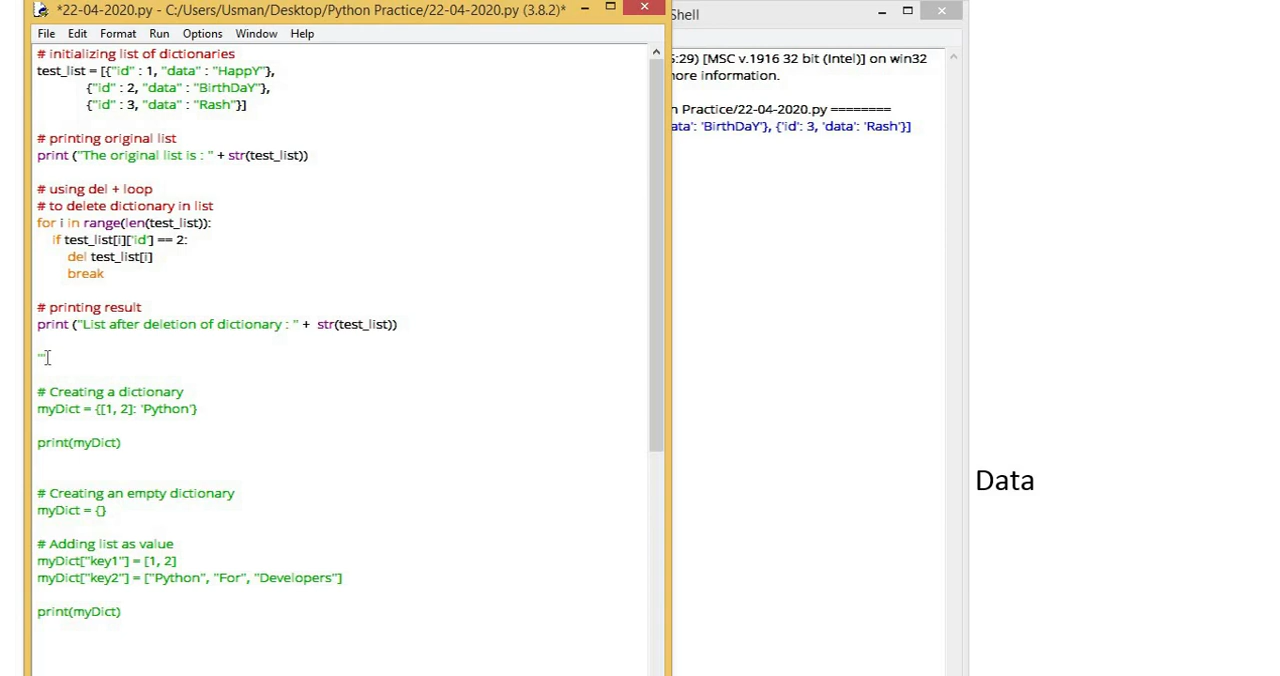 *22-04-2020.py - C:/Users/Usman/Desktop/Python Practice/22-04-2020.py (3.8.2)*
Shell
File Edit Format Run Options Window Help
# initializing list of dictionaries
test_list = [{"id" : 1, "data" : "HappY"},
{"id" : 2, "data" : "BirthDaY"},
{"id" : 3, "data" : "Rash"}]
# printing original list
print ("The original list is : " + str(test_list))
# using del + loop
# to delete dictionary in list
for i in range(len(test_list)):
if test_list[i]['id'] == 2:
del test_list[i]
break
# printing result
print ("List after deletion of dictionary : " + str(test_list))
# Creating a dictionary
myDict = {[1, 2]: 'Python'}
print(myDict)
# Creating an empty dictionary
myDict = {}
# Adding list as value
myDict["key1"] = [1, 2]
myDict["key2"] = ["Python", "For", "Developers"]
print(myDict)
5:29) [MSC v.1916 32 bit (Intel)] on win32
more information.
n Practice/22-04-2020.py ========
ata': 'BirthDaY'}, {'id': 3, 'data': 'Rash'}]
Data